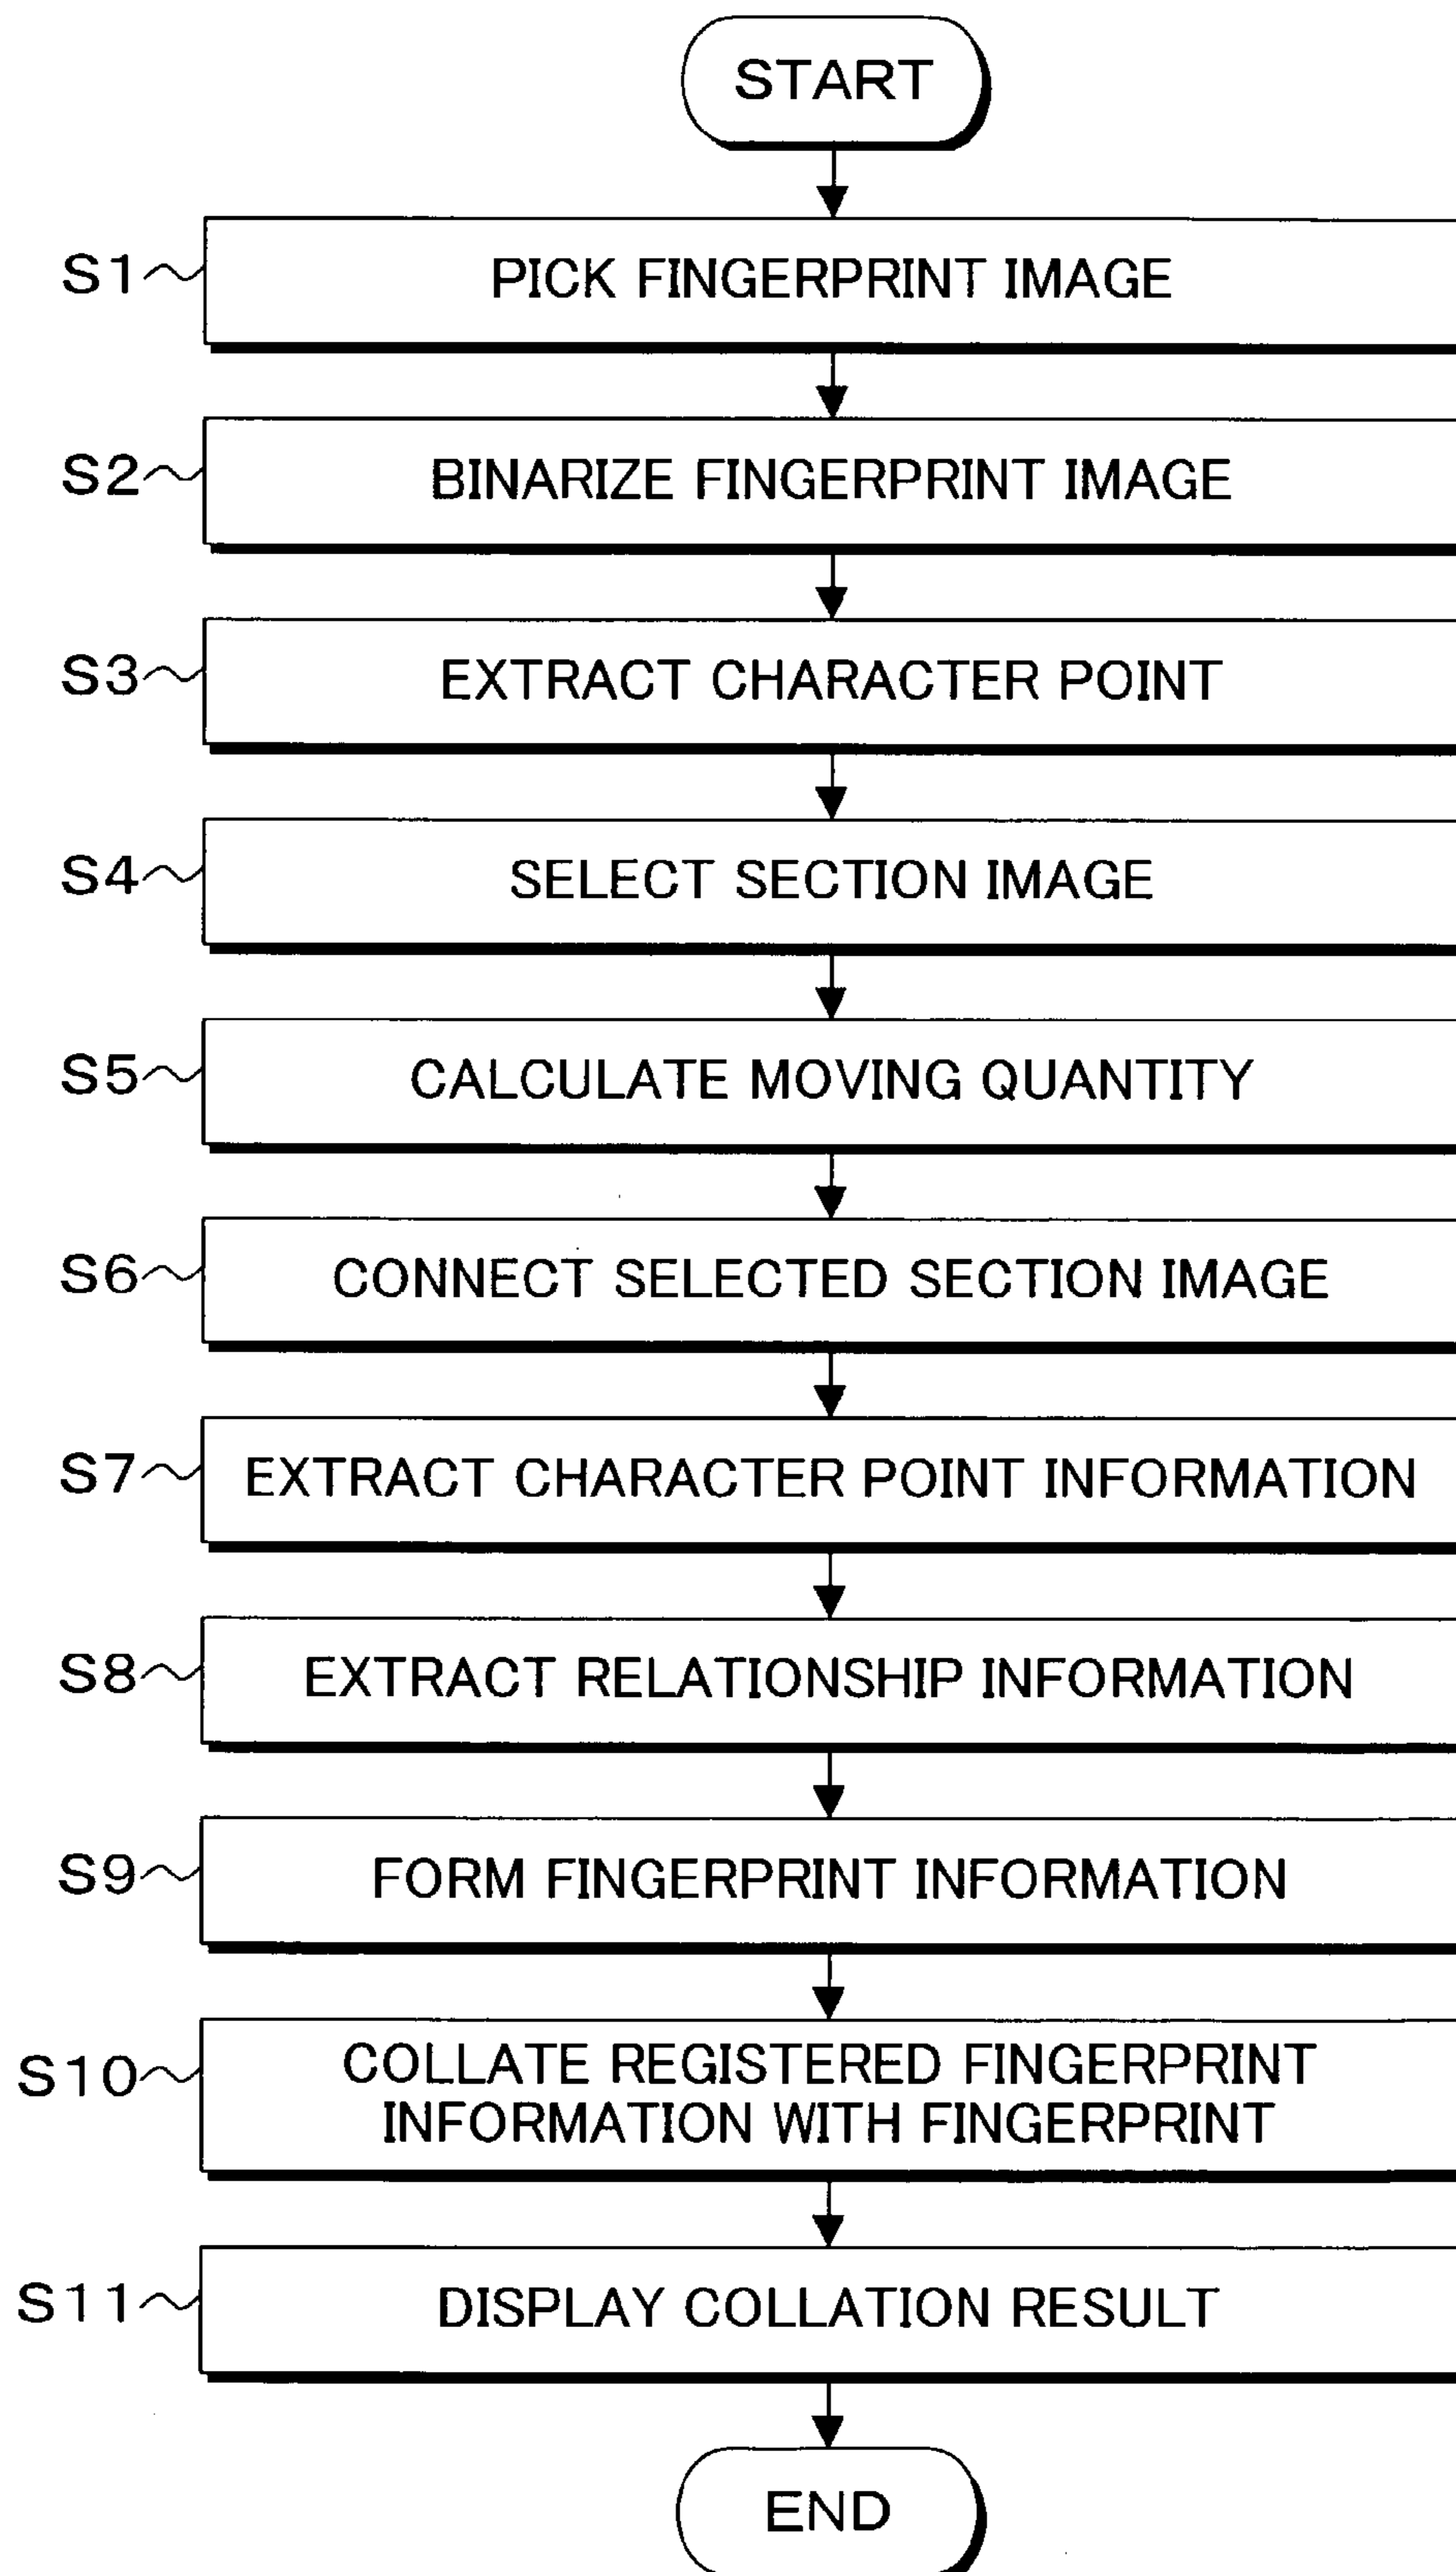 START
S1 PICK FINGERPRINT IMAGE
S2 BINARIZE FINGERPRINT IMAGE
S3 EXTRACT CHARACTER POINT
S4 SELECT SECTION IMAGE
S5 CALCULATE MOVING QUANTITY
S6 CONNECT SELECTED SECTION IMAGE
S7 EXTRACT CHARACTER POINT INFORMATION
S8 EXTRACT RELATIONSHIP INFORMATION
S9 FORM FINGERPRINT INFORMATION
S10 COLLATE REGISTERED FINGERPRINT
INFORMATION WITH FINGERPRINT
S11 DISPLAY COLLATION RESULT
END